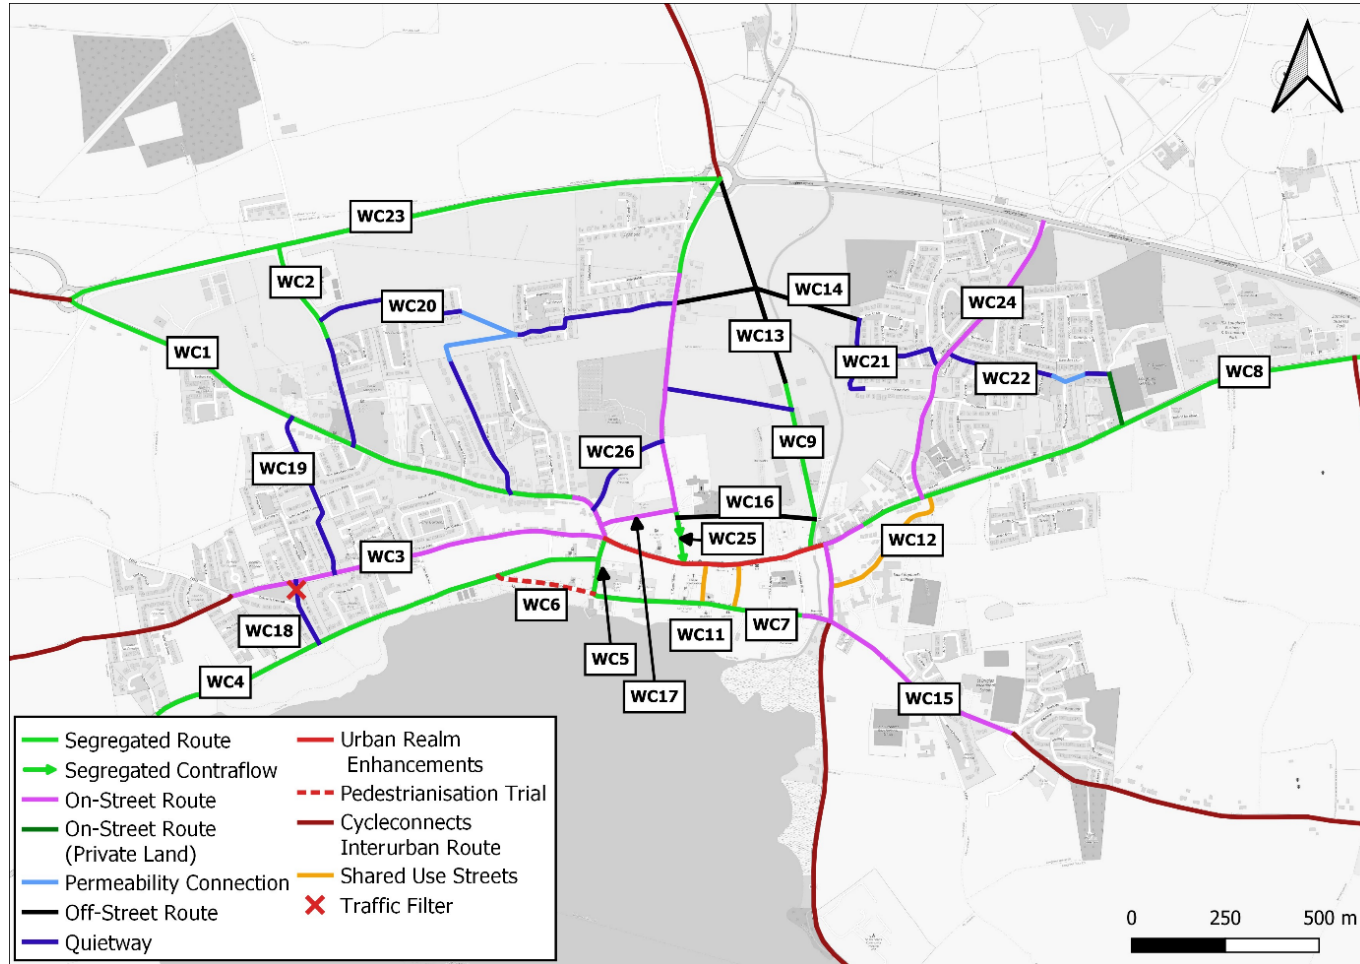 WC23
WC2
WC20
WC14
WC24
WC1
WC13
WC21
WC22
WC8
WC19
WC26
WC9
WC16
WC25
WC3
WC12
WC6
WC18
WC11
WC7
WC5
WC4
WC17
WC15
Segregated Route
Segregated Contraflow
On-Street Route
On-Street Route
(Private Land)
Permeability Connection
Off-Street Route
Quietway
Urban Realm
Enhancements
Pedestrianisation Trial
Cycleconnects
Interurban Route
Shared Use Streets
Traffic Filter
0 250 500 m